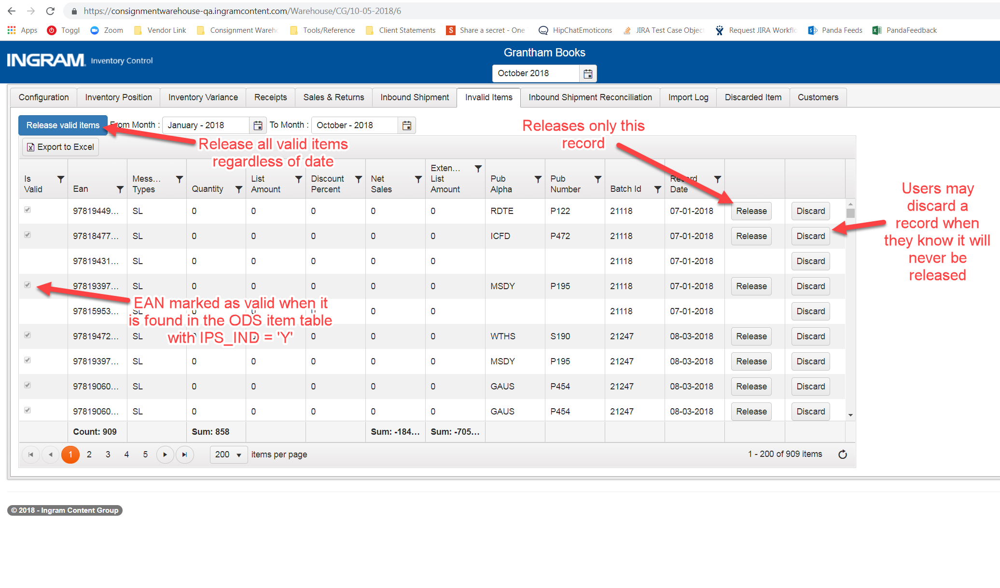 https://consignmentwarehouse-qa.ingramcontent.com/Warehouse/CG/10-05-2018/6
Apps Toggl Zoom Vendor Link Consignment Wareh Tools/Reference Client Statements Share a secret - One HipChatEmoticons JIRA Test Case Object Request JIRA Workfl Panda Feeds PandaFeedback
Grantham Books
INGRAM. Inventory Control
October 2018
Configuration Inventory Position Inventory Variance Receipts Sales & Returns Inbound Shipment Invalid Items Inbound Shipment Reconciliation Import Log Discarded Item Customers
Release valid items From Month : January - 2018 To Month : October - 2018
Export to Excel
Release all valid items
regardless of date
Releases only this
record
Is Valid Ean Mess... Types Quantity List Amount Discount Percent Net Sales Exten... List Amount Pub Alpha Pub Number Batch Id Record Date
97819449... SL 0 0 0 0 0 RDTE P122 21118 07-01-2018 Release Discard
97818477... SL 0 0 0 0 0 ICFD P472 21118 07-01-2018 Release Discard
97819431... SL 0 0 0 0 0 21118 07-01-2018 Discard
97819397... SL 0 0 0 0 0 MSDY P195 21118 07-01-2018 Release Discard
97815953... SL 0 0 0 21118 07-01-2018 Discard
97819472... SL 0 0 0 0 0 WTHS S190 21247 08-03-2018 Release Discard
97819397... SL 0 0 0 0 0 MSDY P195 21247 08-03-2018 Release Discard
97819060... SL 0 0 0 0 0 GAUS P454 21247 08-03-2018 Release Discard
97819060... SL 0 0 0 0 0 GAUS P454 21247 08-03-2018 Release Discard
Users may
discard a
record when
they know it will
never be
released
EAN marked as valid when it
is found in the ODS item table
with IPS_IND = 'Y'
Count: 909 Sum: 858 Sum: -184... Sum: -705...
1 2 3 4 5 200 items per page 1 - 200 of 909 items
© 2018 - Ingram Content Group